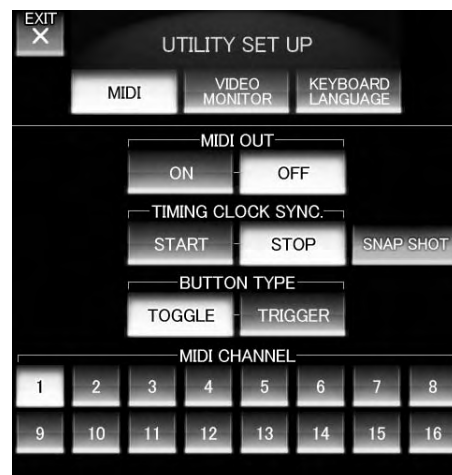 EXIT
×
UTILITY SET UP
MIDI
VIDEO MONITOR
KEYBOARD LANGUAGE
MIDI OUT
ON OFF
TIMING CLOCK SYNC.
START STOP SNAP SHOT
BUTTON TYPE
TOGGLE TRIGGER
MIDI CHANNEL
1 2 3 4 5 6 7 8
9 10 11 12 13 14 15 16